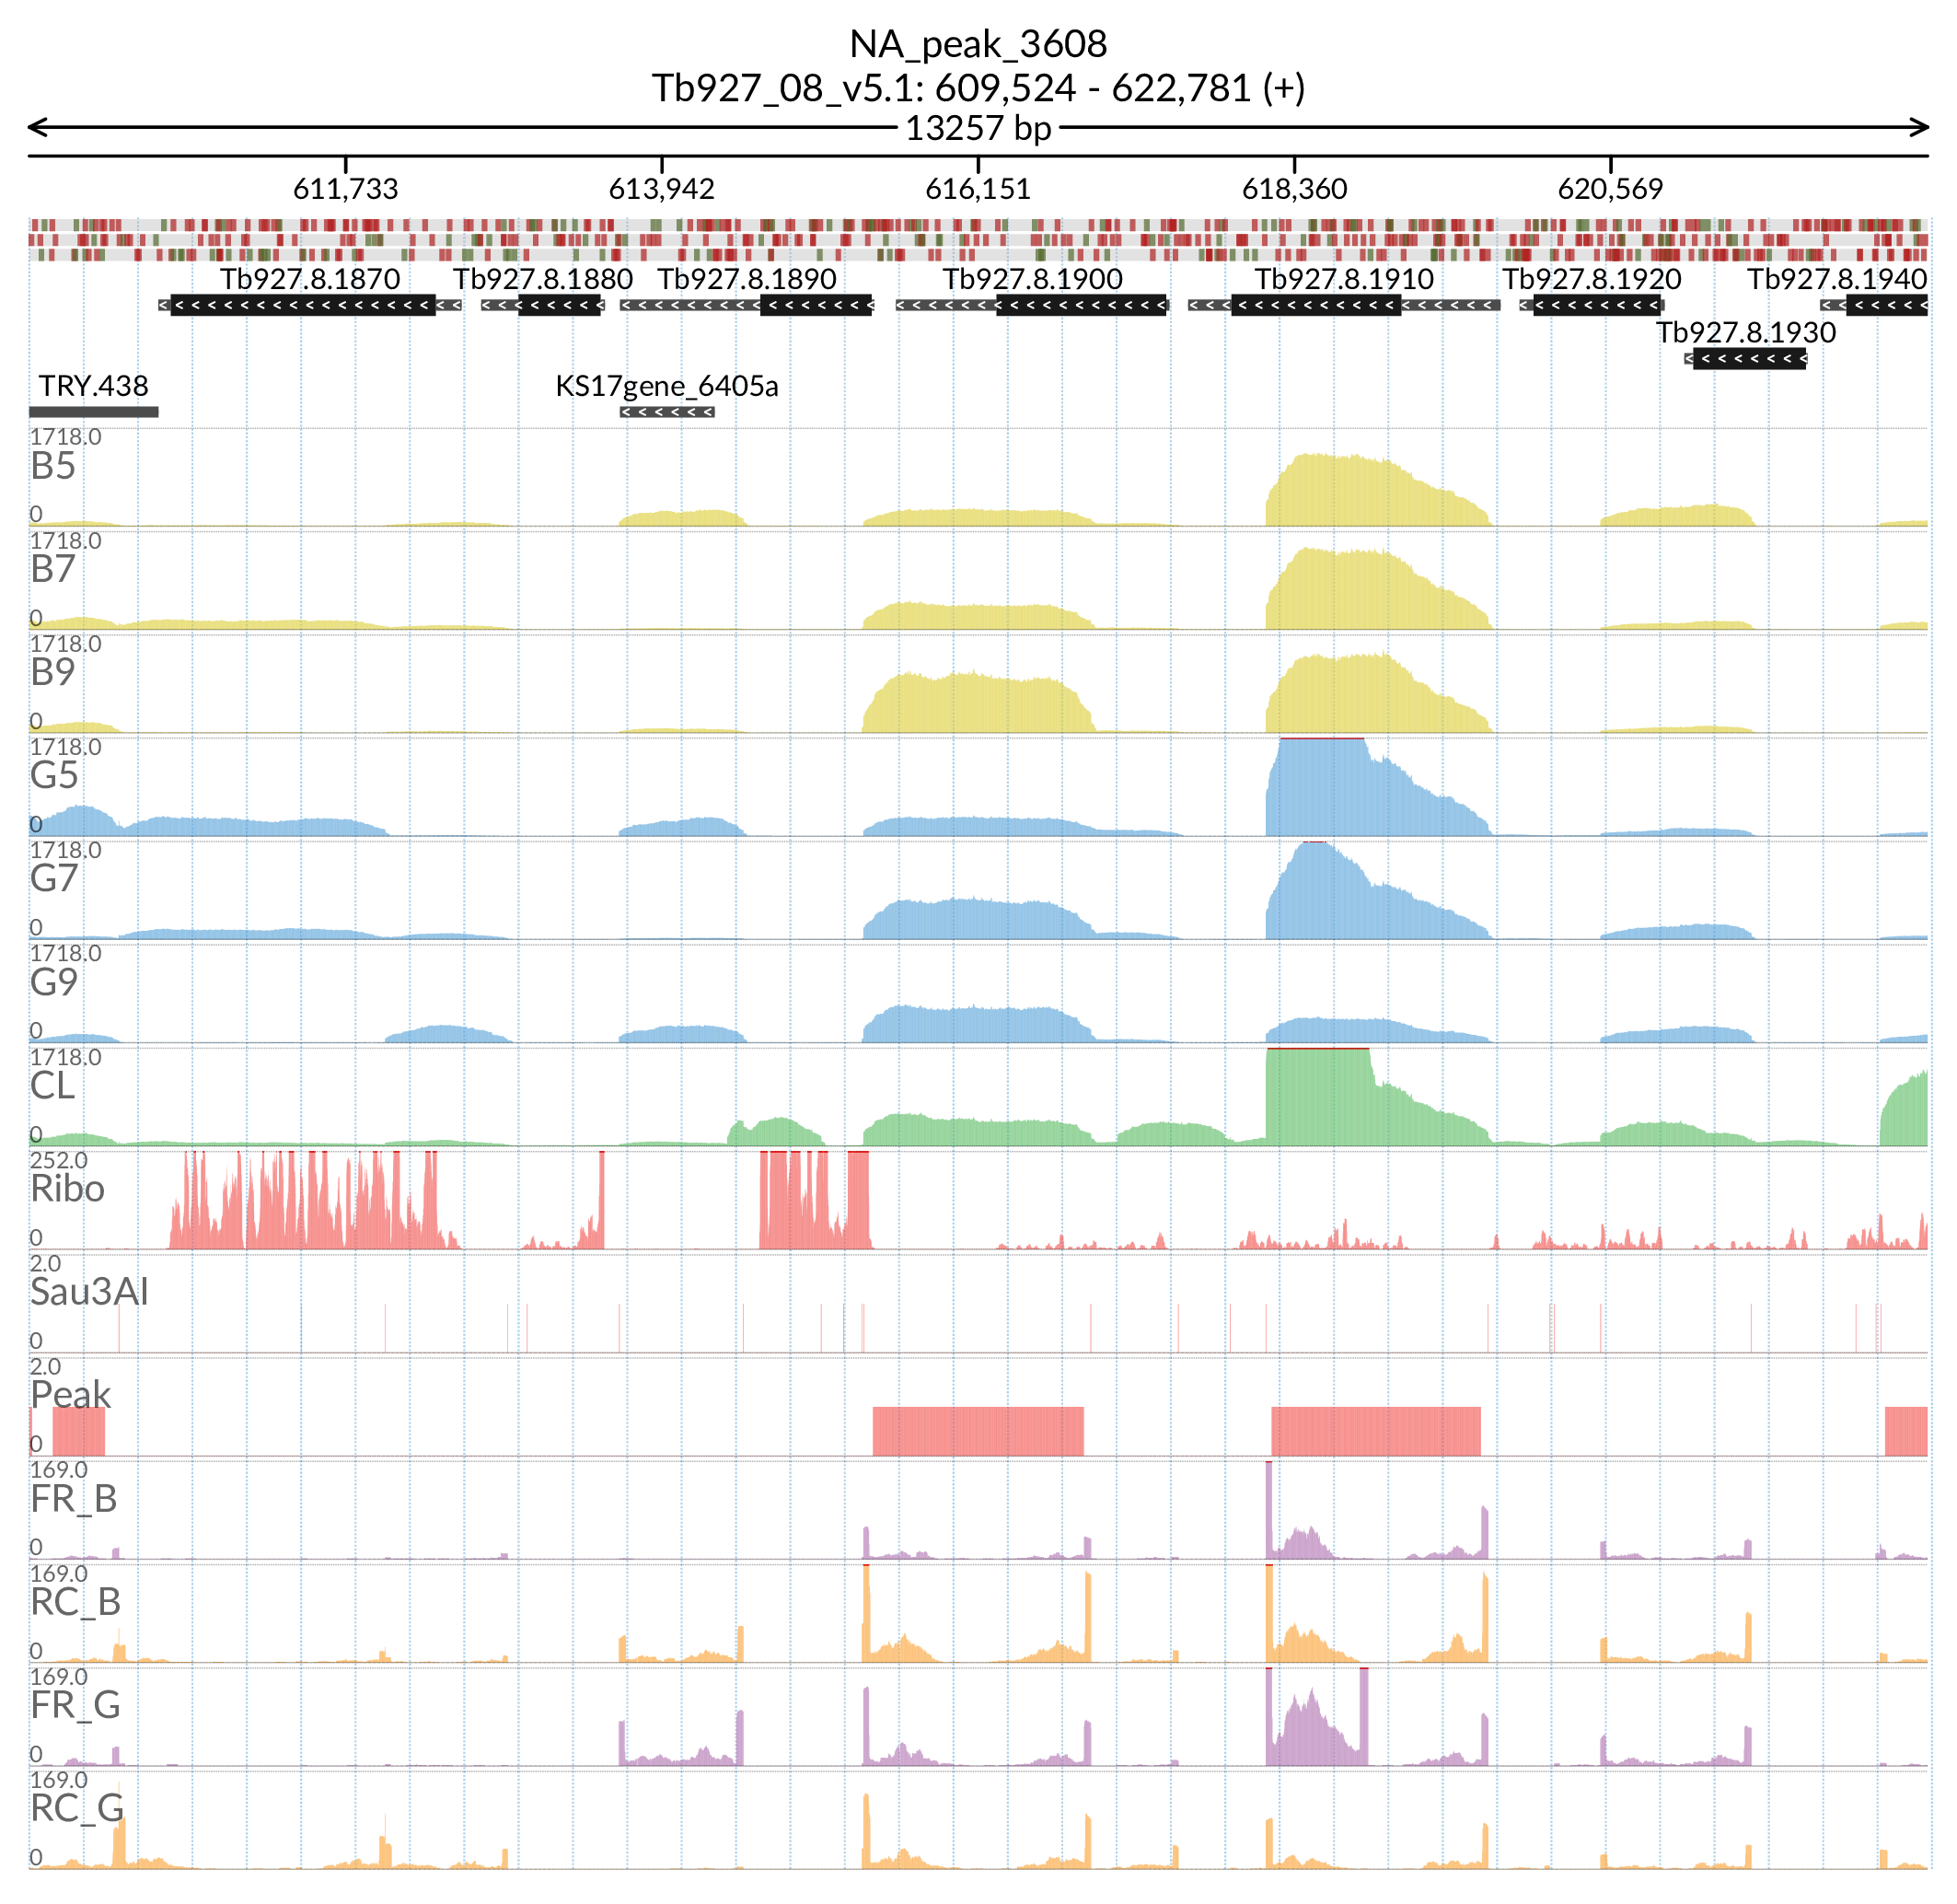 NA_peak_3608
Tb927_08_v5.1: 609,524 - 622,781 (+)
13257 bp
611,733 613,942 616,151 618,360 620,569
Tb927.8.1870 Tb927.8.1880 Tb927.8.1890 Tb927.8.1900 Tb927.8.1910 Tb927.8.1920 Tb927.8.1940
Tb927.8.1930
TRY.438 KS17gene_6405a
1718.0
B5
0
1718.0
B7
0
1718.0
B9
0
1718.0
G5
0
1718.0
G7
0
1718.0
G9
0
1718.0
CL
0
252.0
Ribo
0
2.0
Sau3AI
0
2.0
Peak
0
169.0
FR_B
0
169.0
RC_B
0
169.0
FR_G
0
169.0
RC_G
0